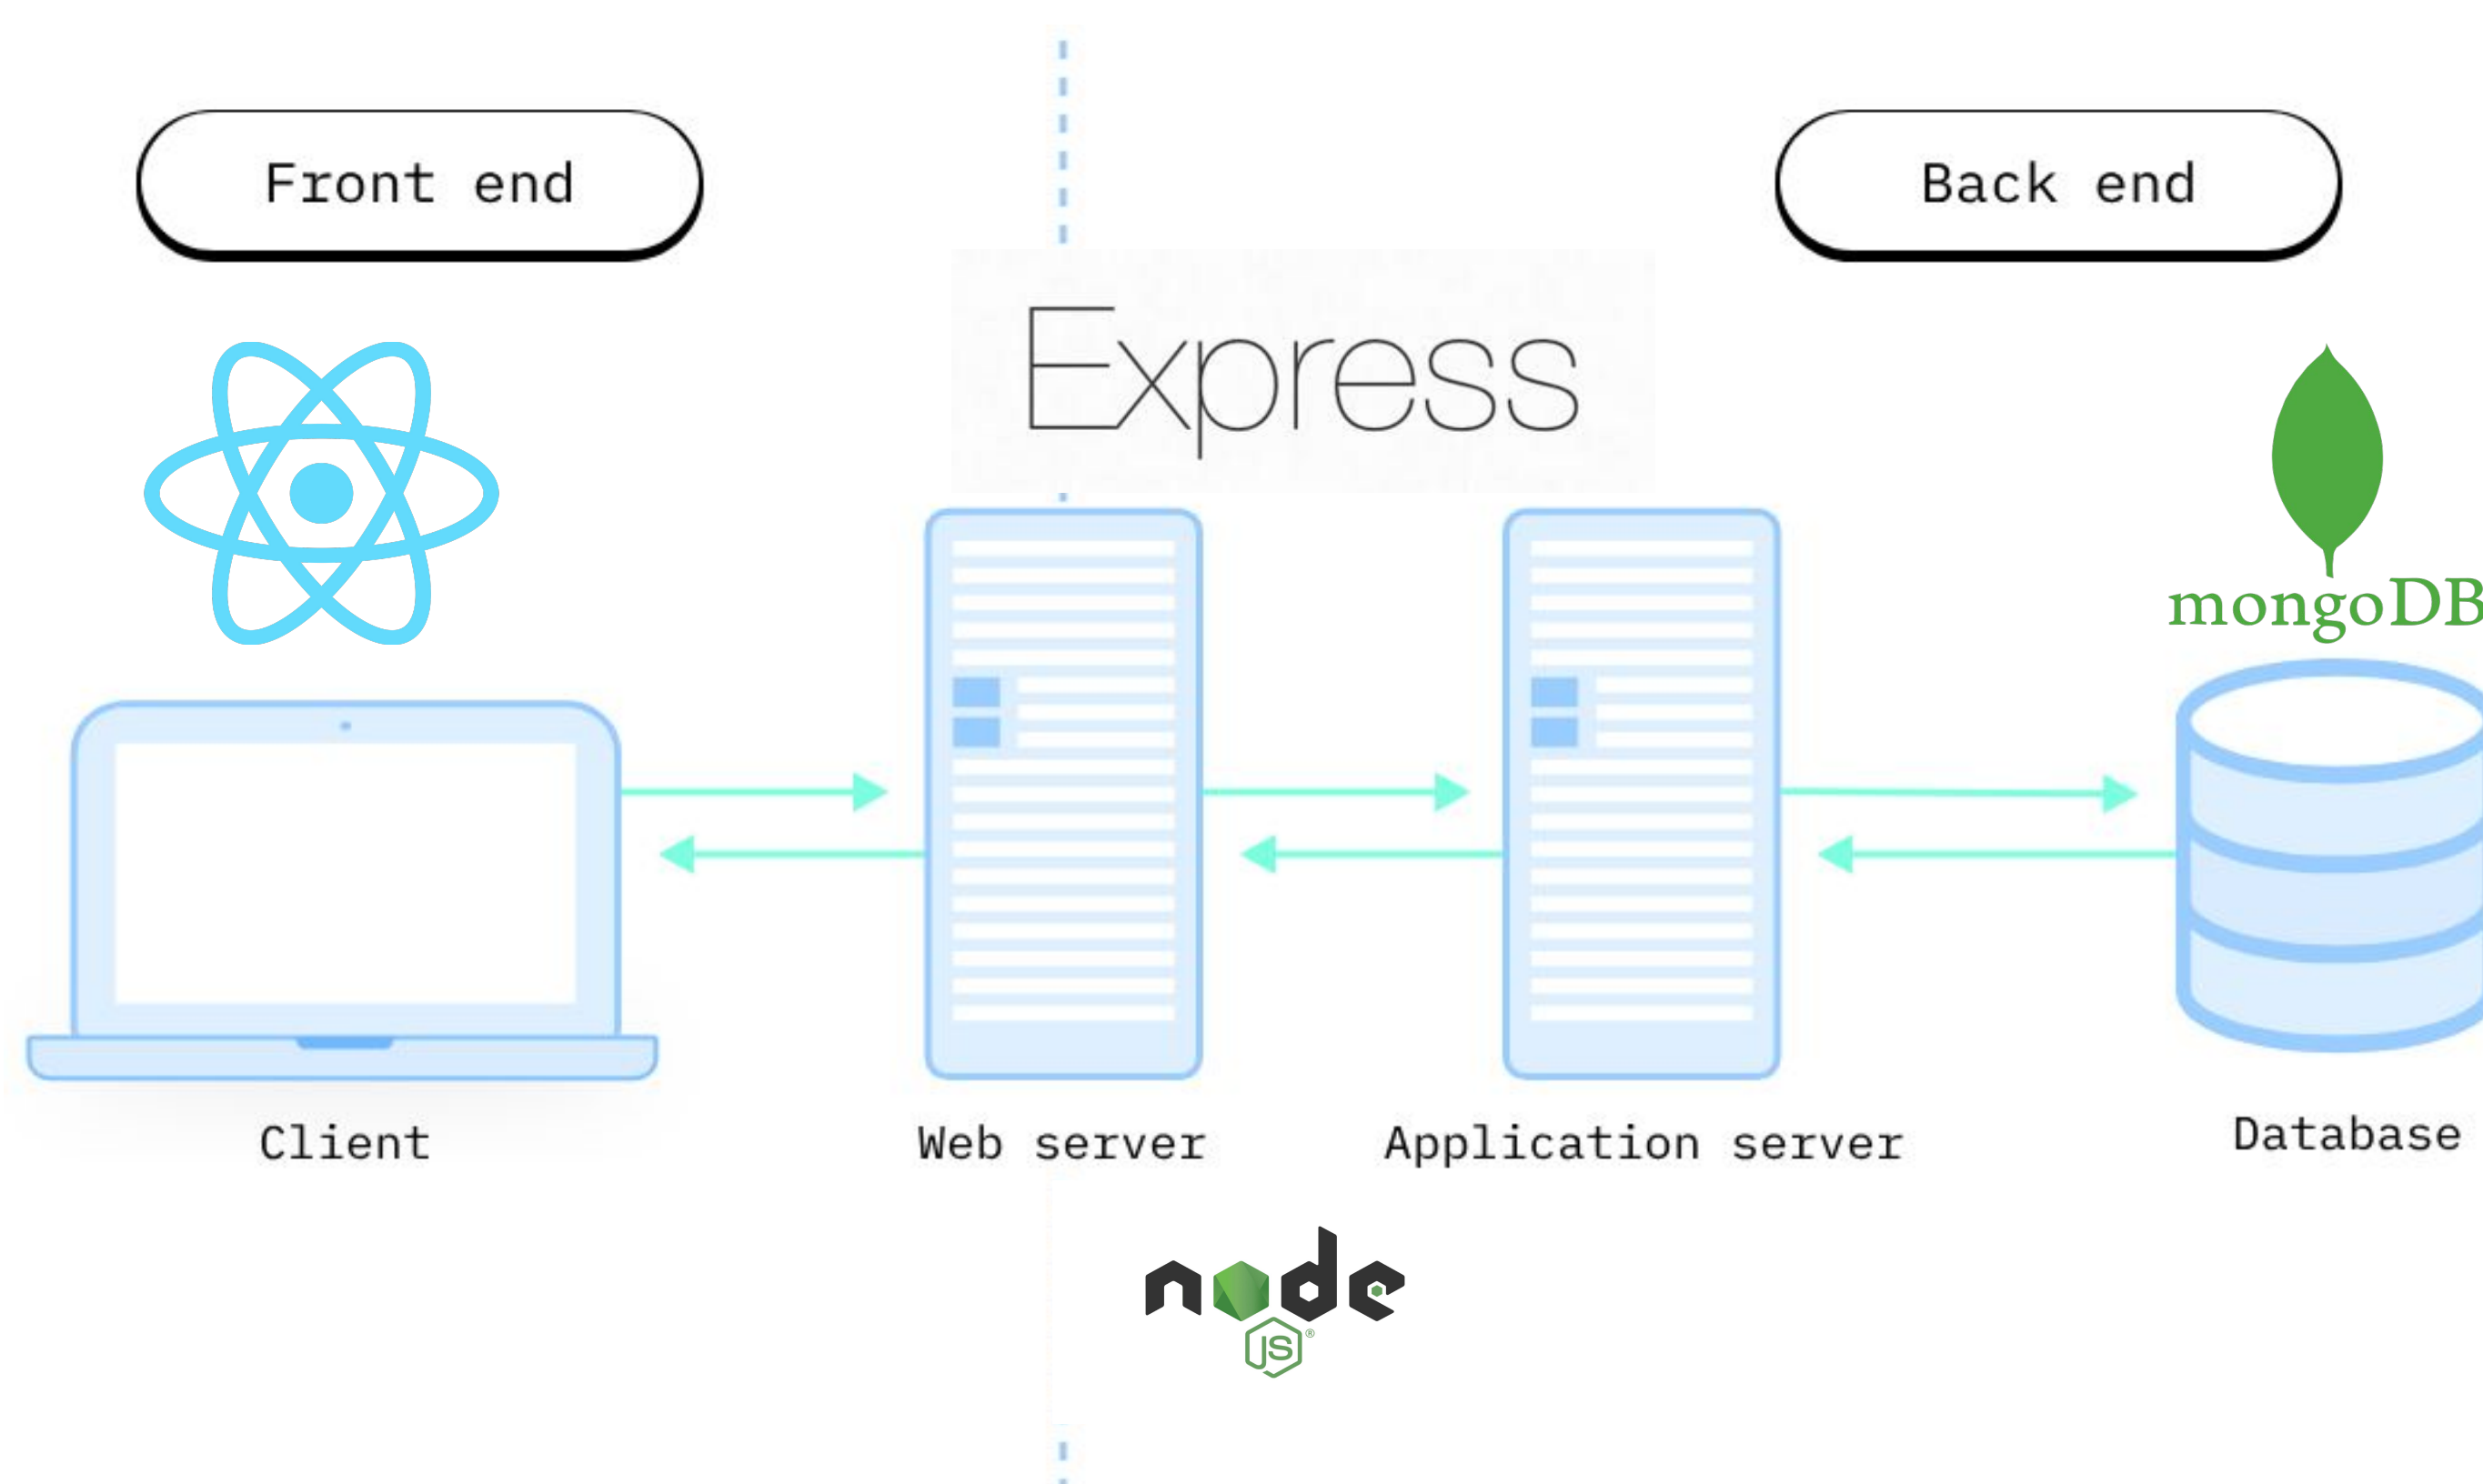 Front end
Back end
Express
mongoDB
Client
Web server
Application server
Database
node
JS®